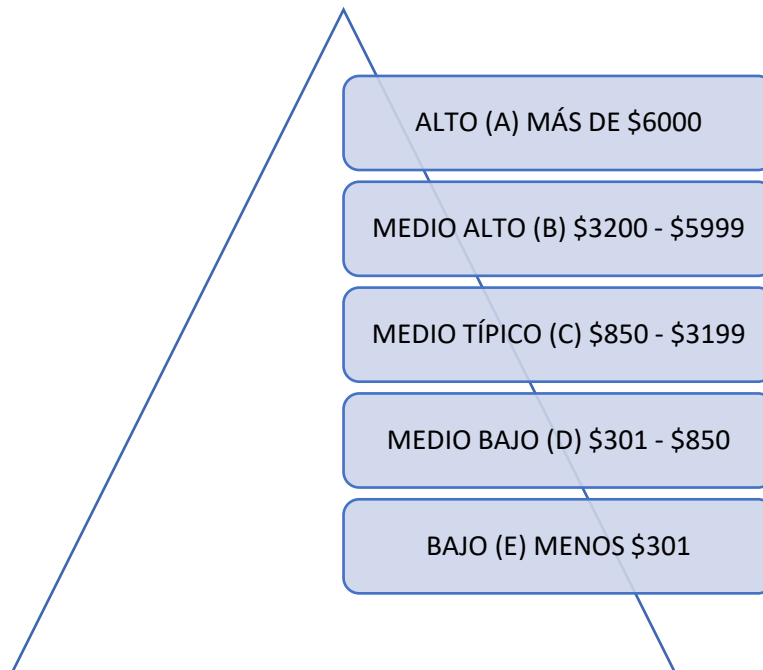 ALTO (A) MÁS DE $6000
MEDIO ALTO (B) $3200 - $5999
MEDIO TÍPICO (C) $850 - $3199
MEDIO BAJO (D) $301 - $850
BAJO (E) MENOS $301